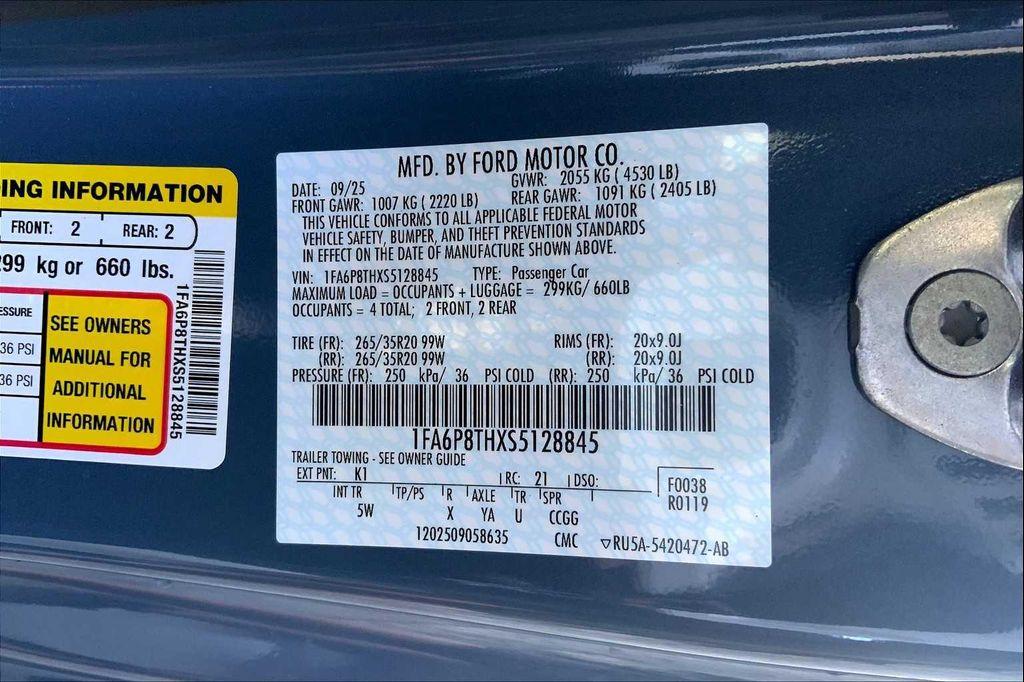 ING INFORMATION
FRONT: 2 REAR: 2
299 kg or 660 lbs.
ESSURE
36 PSI
36 PSI
SEE OWNERS
MANUAL FOR
ADDITIONAL
INFORMATION
1FA6P8THXS5128845
MFD. BY FORD MOTOR CO.
DATE: 09/25 GVWR: 2055 KG ( 4530 LB)
FRONT GAWR: 1007 KG ( 2220 LB) REAR GAWR: 1091 KG ( 2405 LB)
THIS VEHICLE CONFORMS TO ALL APPLICABLE FEDERAL MOTOR
VEHICLE SAFETY, BUMPER, AND THEFT PREVENTION STANDARDS
IN EFFECT ON THE DATE OF MANUFACTURE SHOWN ABOVE.
VIN: 1FA6P8THXS5128845 TYPE: Passenger Car
MAXIMUM LOAD = OCCUPANTS + LUGGAGE = 299KG/ 660LB
OCCUPANTS = 4 TOTAL; 2 FRONT, 2 REAR
TIRE (FR): 265/35R20 99W RIMS (FR): 20x9.0J
(RR): 265/35R20 99W (RR): 20x9.0J
PRESSURE (FR): 250 kPa/ 36 PSI COLD (RR): 250 kPa/ 36 PSI COLD
1FA6P8THXS5128845
TRAILER TOWING - SEE OWNER GUIDE
EXT PNT: K1 RC: 21 DSO: F0038
R0119
INT TR TP/PS R AXLE TR SPR
5W X YA U CCGG
1202509058635 CMC ▽RU5A-5420472-AB